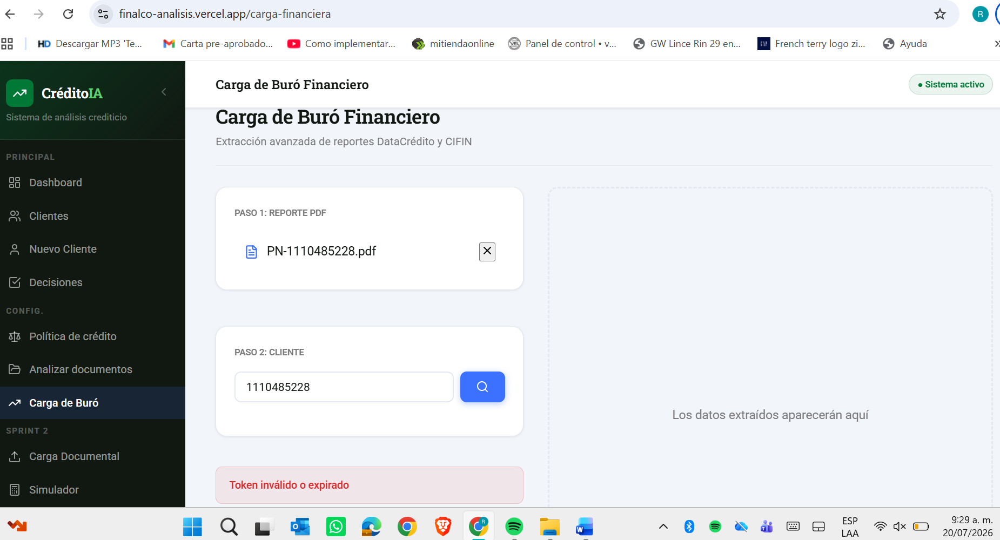 finalco-analisis.vercel.app/carga-financiera
R
HD Descargar MP3 'Te...
Carta pre-aprobado...
Como implementar...
mitiendaonline
Panel de control • v...
GW Lince Rin 29 en...
French terry logo zi...
Ayuda
»
CréditoIA
Sistema de análisis crediticio
PRINCIPAL
Dashboard
Clientes
Nuevo Cliente
Decisiones
CONFIG.
Política de crédito
Analizar documentos
Carga de Buró
SPRINT 2
Carga Documental
Simulador
Carga de Buró Financiero
● Sistema activo
Carga de Buró Financiero
Extracción avanzada de reportes DataCrédito y CIFIN
PASO 1: REPORTE PDF
PN-1110485228.pdf
PASO 2: CLIENTE
1110485228
Token inválido o expirado
Los datos extraídos aparecerán aquí
ESP
LAA
9:29 a. m.
20/07/2026